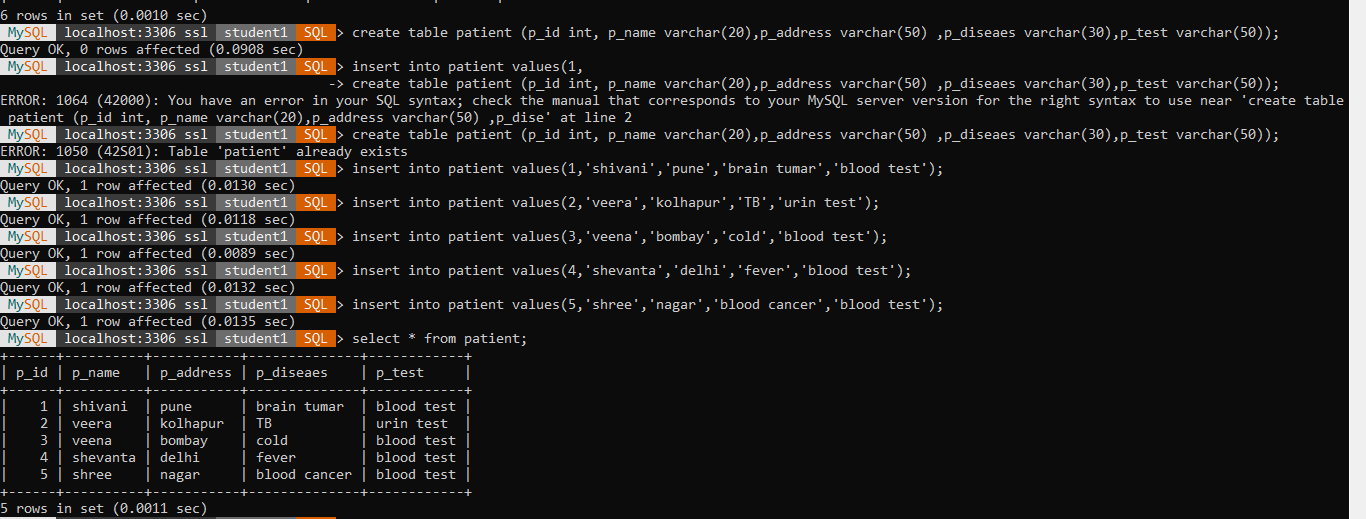 6 rows in set (0.0010 sec)
MySQL localhost:3306 ssl student1 SQL > create table patient (p_id int, p_name varchar(20),p_address varchar(50) ,p_diseaes varchar(30),p_test varchar(50));
Query OK, 0 rows affected (0.0908 sec)
MySQL localhost:3306 ssl student1 SQL > insert into patient values(1,
-> create table patient (p_id int, p_name varchar(20),p_address varchar(50) ,p_diseaes varchar(30),p_test varchar(50));
ERROR: 1064 (42000): You have an error in your SQL syntax; check the manual that corresponds to your MySQL server version for the right syntax to use near 'create table
patient (p_id int, p_name varchar(20),p_address varchar(50) ,p_dise' at line 2
MySQL localhost:3306 ssl student1 SQL > create table patient (p_id int, p_name varchar(20),p_address varchar(50) ,p_diseaes varchar(30),p_test varchar(50));
ERROR: 1050 (42S01): Table 'patient' already exists
MySQL localhost:3306 ssl student1 SQL > insert into patient values(1,'shivani','pune','brain tumar','blood test');
Query OK, 1 row affected (0.0130 sec)
MySQL localhost:3306 ssl student1 SQL > insert into patient values(2,'veera','kolhapur','TB','urin test');
Query OK, 1 row affected (0.0118 sec)
MySQL localhost:3306 ssl student1 SQL > insert into patient values(3,'veena','bombay','cold','blood test');
Query OK, 1 row affected (0.0089 sec)
MySQL localhost:3306 ssl student1 SQL > insert into patient values(4,'shevanta','delhi','fever','blood test');
Query OK, 1 row affected (0.0132 sec)
MySQL localhost:3306 ssl student1 SQL > insert into patient values(5,'shree','nagar','blood cancer','blood test');
Query OK, 1 row affected (0.0135 sec)
MySQL localhost:3306 ssl student1 SQL > select * from patient;
+------+----------+-----------+--------------+------------+
| p_id | p_name   | p_address | p_diseaes    | p_test     |
+------+----------+-----------+--------------+------------+
|    1 | shivani  | pune      | brain tumar  | blood test |
|    2 | veera    | kolhapur  | TB           | urin test  |
|    3 | veena    | bombay    | cold         | blood test |
|    4 | shevanta | delhi     | fever        | blood test |
|    5 | shree    | nagar     | blood cancer | blood test |
+------+----------+-----------+--------------+------------+
5 rows in set (0.0011 sec)